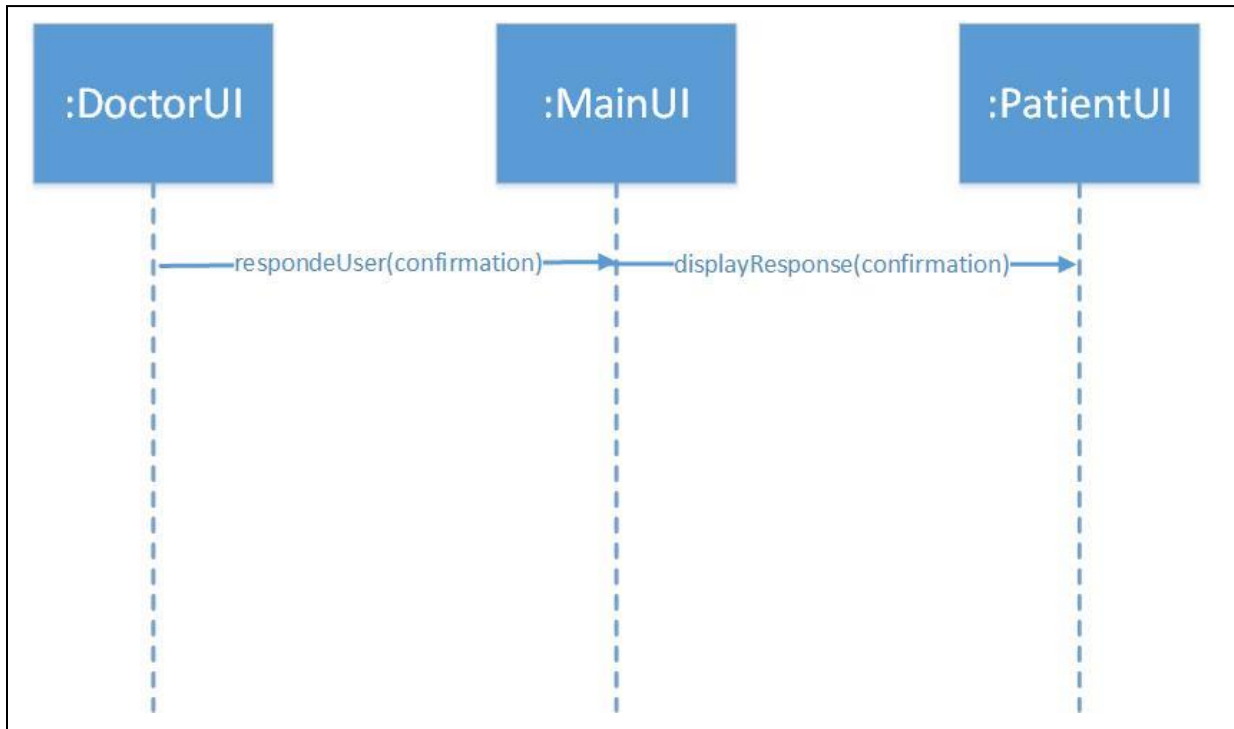 :DoctorUI
:MainUI
:PatientUI
respondeUser(confirmation)
displayResponse(confirmation)